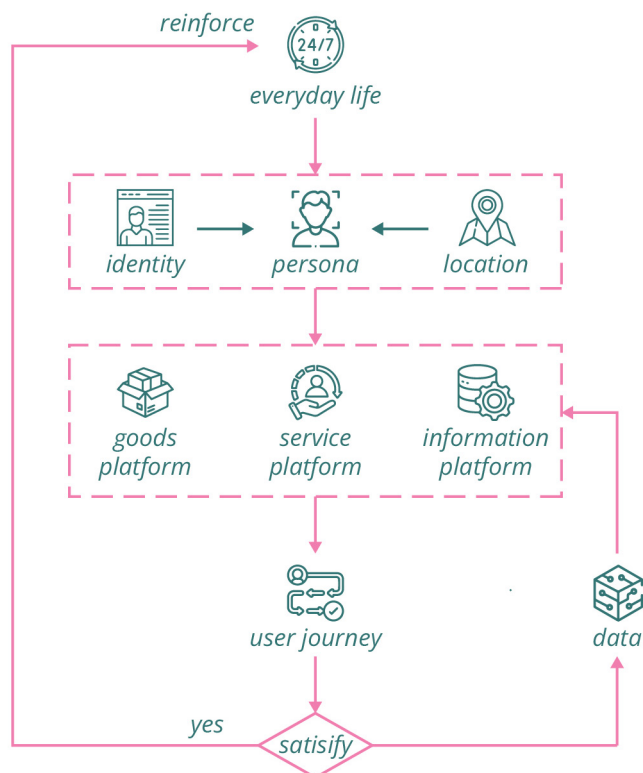 reinforce
24/7
everyday life
identity
persona
location
goods
platform
service
platform
information
platform
user journey
data
yes
satisify